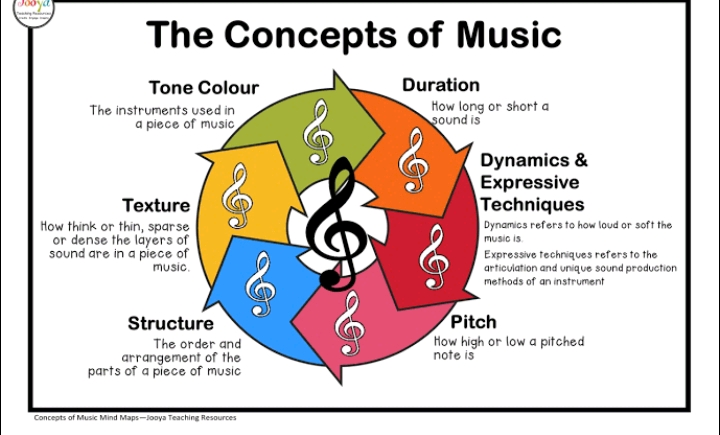 Jooya
Teaching Resources
The Concepts of Music
Tone Colour
The instruments used in
a piece of music
Duration
How long or short a
sound is
Dynamics &
Expressive
Techniques
Dynamics refers to how loud or soft the
music is.
Expressive techniques refers to the
articulation and unique sound production
methods of an instrument
Texture
How think or thin, sparse
or dense the layers of
sound are in a piece of
music.
Structure
The order and
arrangement of the
parts of a piece of music
Pitch
How high or low a pitched
note is
Concepts of Music Mind Maps—Jooya Teaching Resources